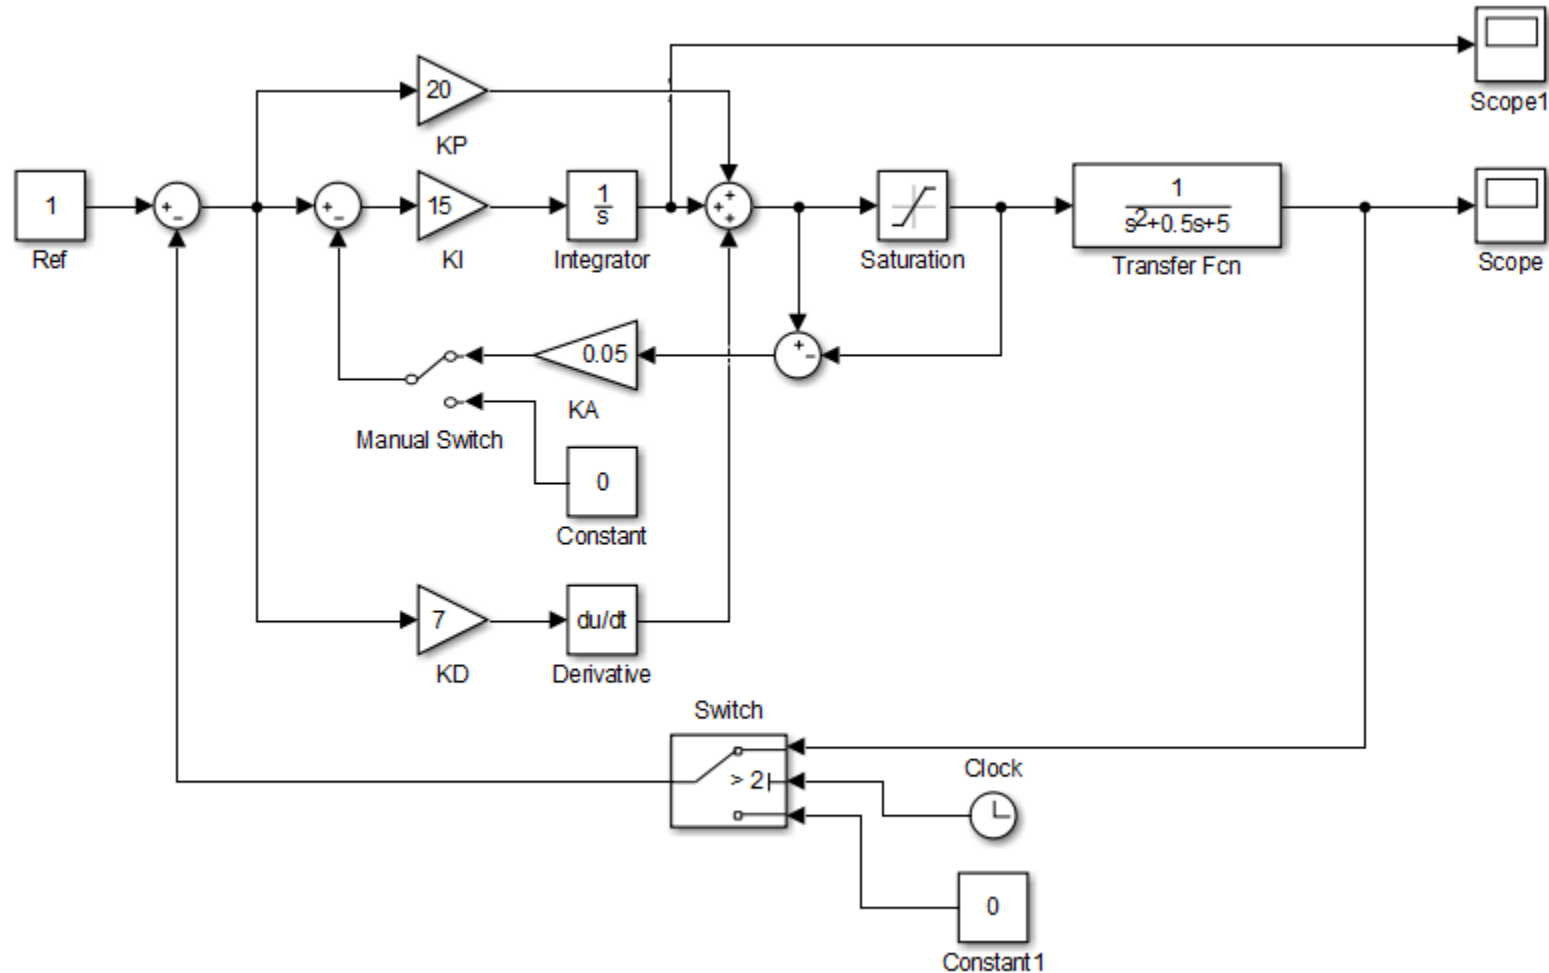 Scope1
20
KP
1
Ref
+
−
+
−
15
KI
1
s
Integrator
+
+
+
Saturation
1
s2+0.5s+5
Transfer Fcn
Scope
+
−
0.05
KA
Manual Switch
0
Constant
7
KD
du/dt
Derivative
Switch
> 2
Clock
0
Constant1